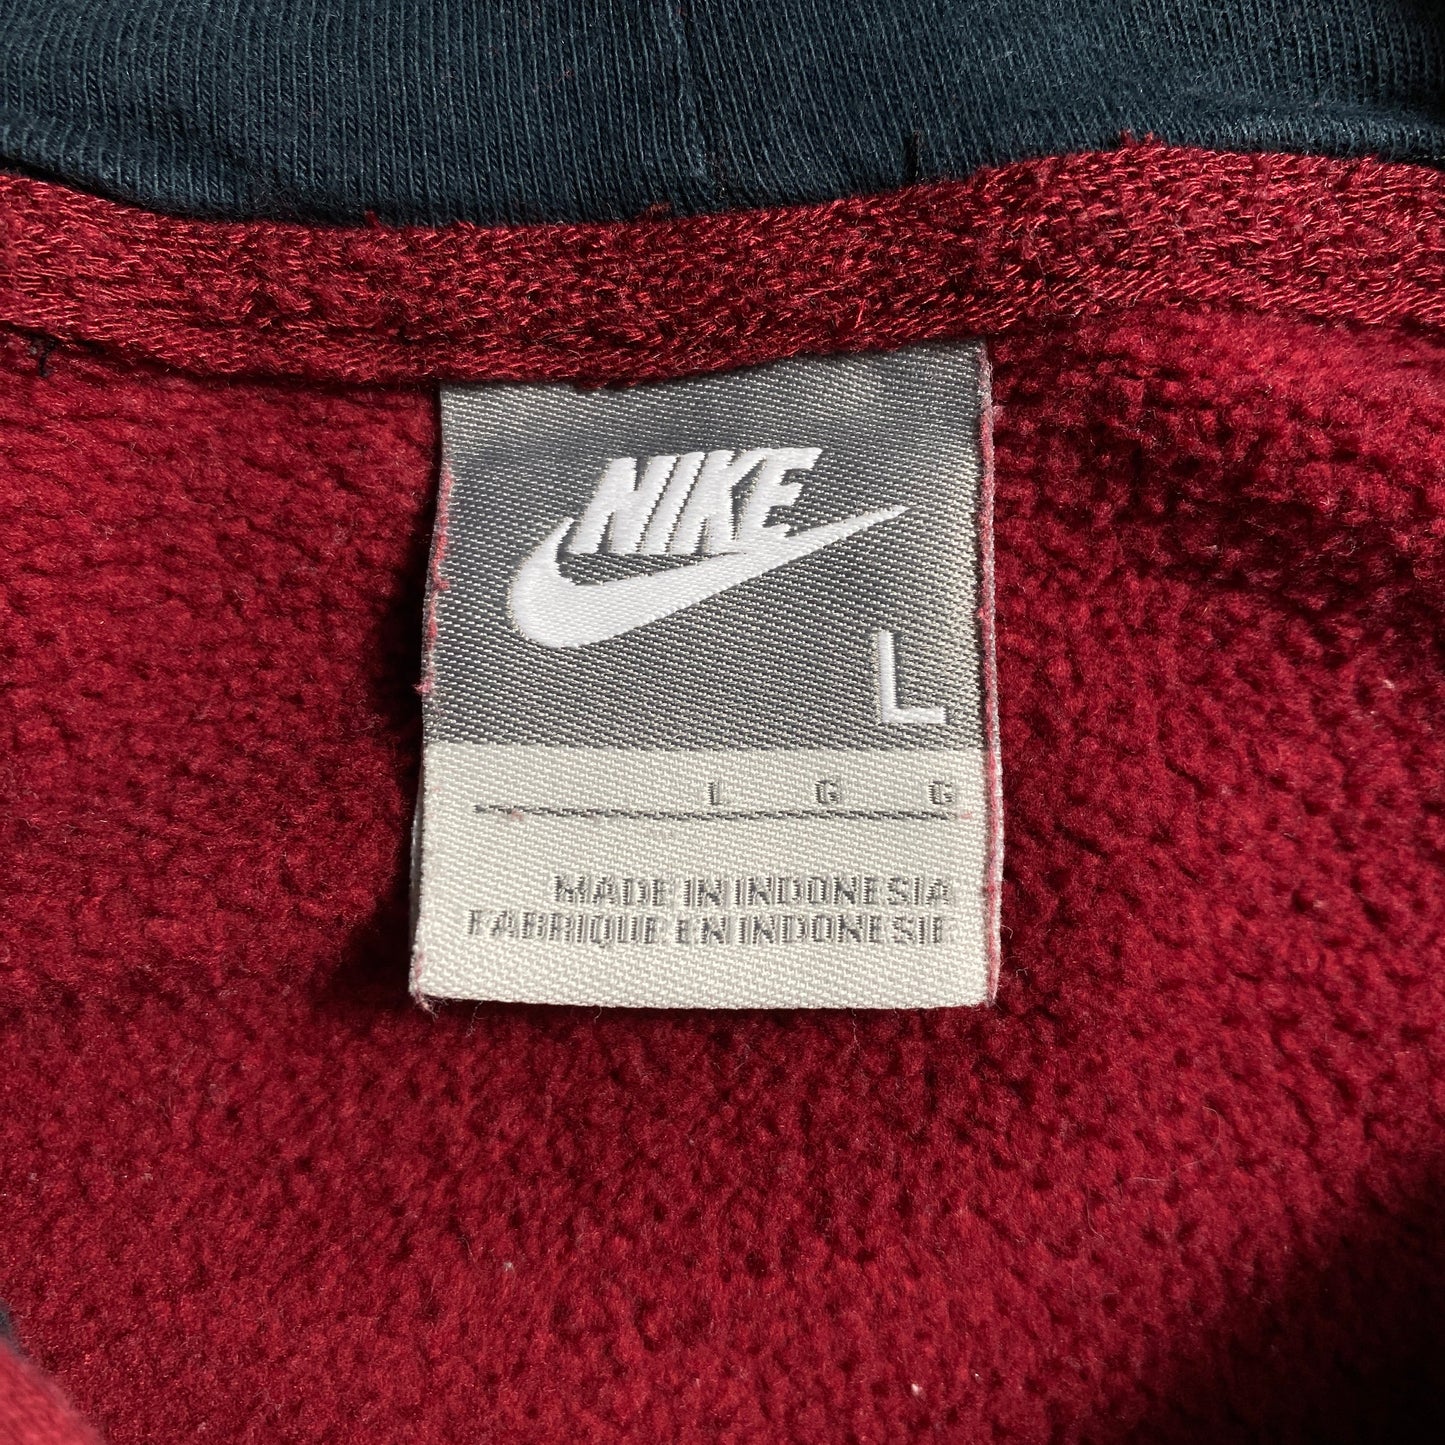 NIKE
L
L G G
MADE IN INDONESIA
FABRIQUE EN INDONESIE